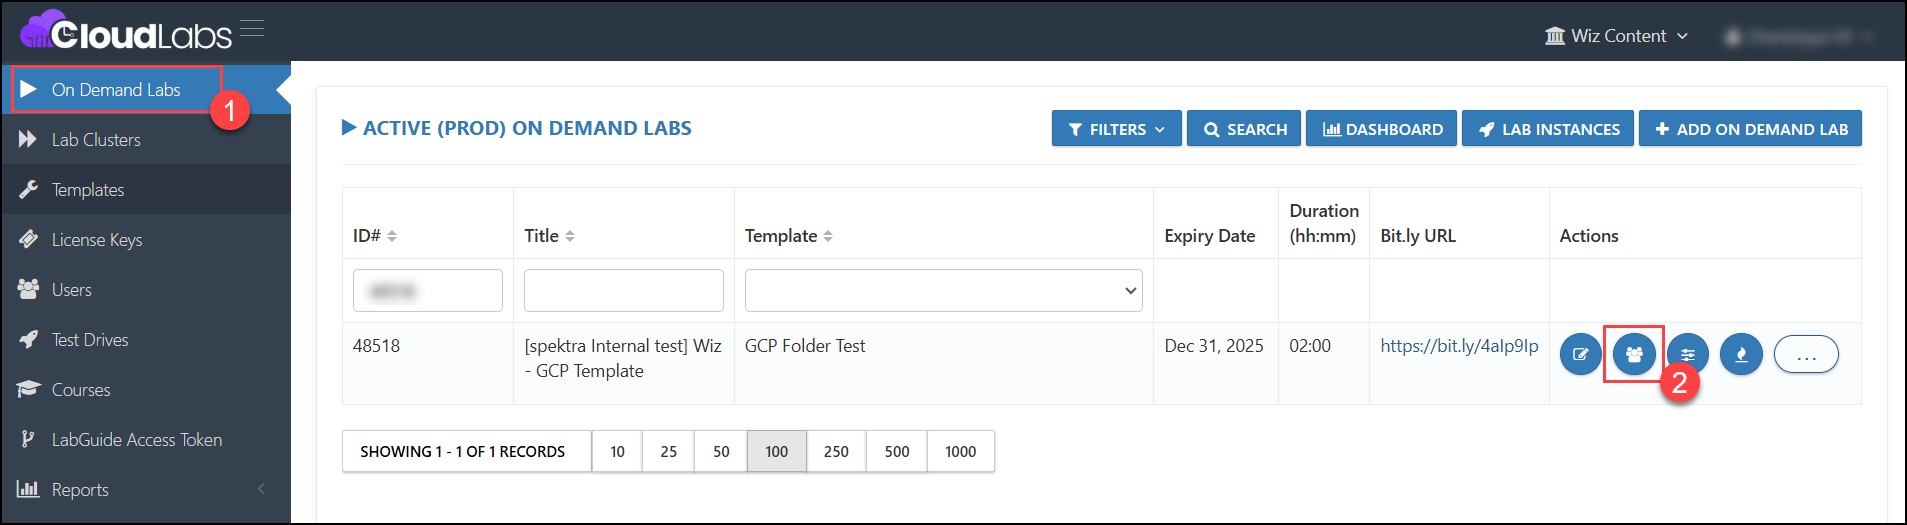 CloudLabs
Wiz Content
On Demand Labs
1
Lab Clusters
Templates
License Keys
Users
Test Drives
Courses
LabGuide Access Token
Reports
ACTIVE (PROD) ON DEMAND LABS
FILTERS
SEARCH
DASHBOARD
LAB INSTANCES
ADD ON DEMAND LAB
ID#
Title
Template
Expiry Date
Duration
(hh:mm)
Bit.ly URL
Actions
48518
[spektra Internal test] Wiz
- GCP Template
GCP Folder Test
Dec 31, 2025
02:00
https://bit.ly/4aIp9Ip
...
2
SHOWING 1 - 1 OF 1 RECORDS
10
25
50
100
250
500
1000